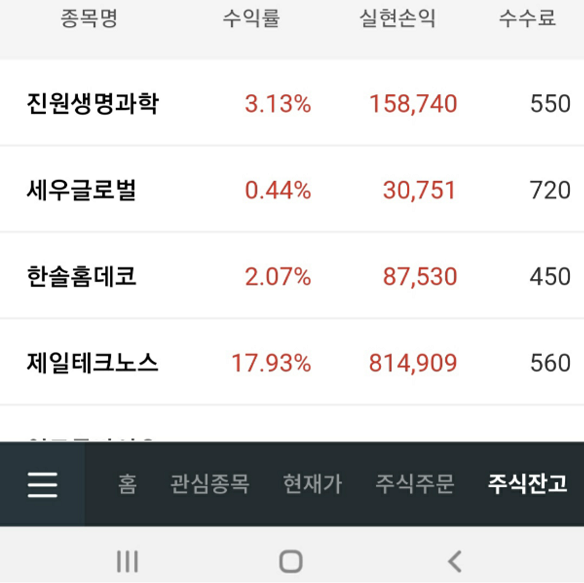 종목명 수익률 실현손익 수수료
진원생명과학 3.13% 158,740 550
세우글로벌 0.44% 30,751 720
한솔홈데코 2.07% 87,530 450
제일테크노스 17.93% 814,909 560
홈 관심종목 현재가 주식주문 주식잔고